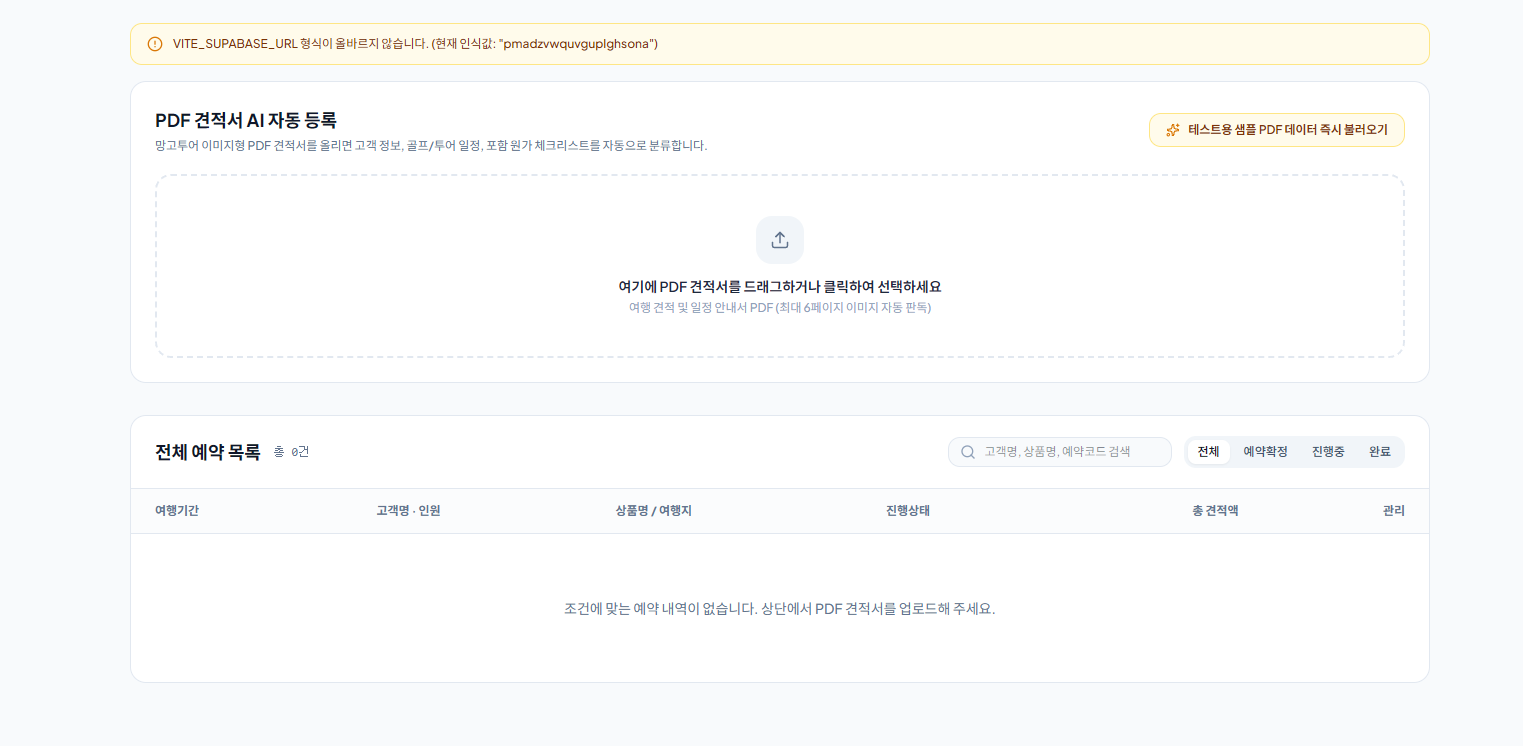 VITE_SUPABASE_URL 형식이 올바르지 않습니다. (현재 인식값: "pmadzvwquvguplghsona")
PDF 견적서 AI 자동 등록
망고투어 이미지형 PDF 견적서를 올리면 고객 정보, 골프/투어 일정, 포함 원가 체크리스트를 자동으로 분류합니다.
테스트용 샘플 PDF 데이터 즉시 불러오기
여기에 PDF 견적서를 드래그하거나 클릭하여 선택하세요
여행 견적 및 일정 안내서 PDF (최대 6페이지 이미지 자동 판독)
전체 예약 목록 총 0건
고객명, 상품명, 예약코드 검색
전체 예약확정 진행중 완료
여행기간 고객명 · 인원 상품명 / 여행지 진행상태 총 견적액 관리
조건에 맞는 예약 내역이 없습니다. 상단에서 PDF 견적서를 업로드해 주세요.